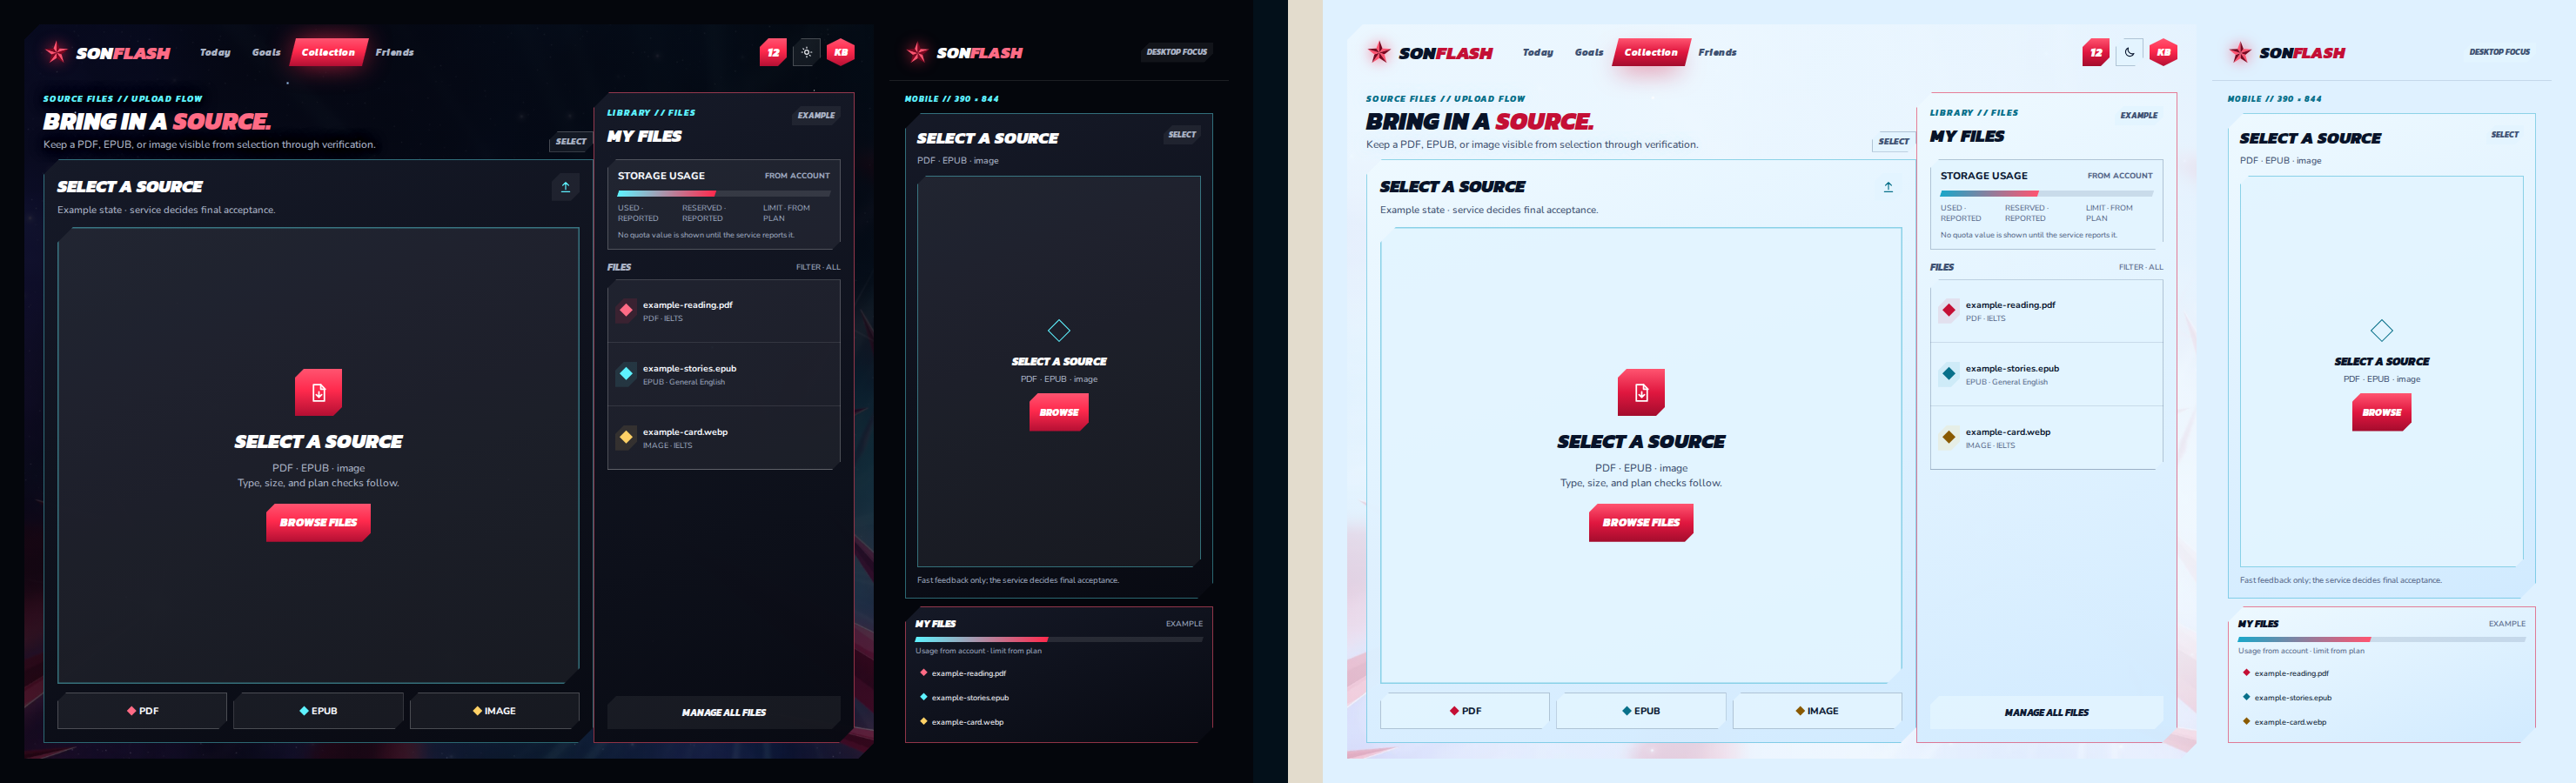 SONFLASH
Today
Goals
Collection
Friends
12
KB
SOURCE FILES // UPLOAD FLOW
BRING IN A SOURCE.
Keep a PDF, EPUB, or image visible from selection through verification.
SELECT
SELECT A SOURCE
Example state · service decides final acceptance.
SELECT A SOURCE
PDF · EPUB · image
Type, size, and plan checks follow.
BROWSE FILES
PDF
EPUB
IMAGE
LIBRARY // FILES
EXAMPLE
MY FILES
STORAGE USAGE
FROM ACCOUNT
USED · REPORTED
RESERVED · REPORTED
LIMIT · FROM PLAN
No quota value is shown until the service reports it.
FILES
FILTER · ALL
example-reading.pdf
PDF · IELTS
example-stories.epub
EPUB · General English
example-card.webp
IMAGE · IELTS
MANAGE ALL FILES
SONFLASH
DESKTOP FOCUS
MOBILE // 390 × 844
SELECT A SOURCE
SELECT
PDF · EPUB · image
SELECT A SOURCE
PDF · EPUB · image
BROWSE
Fast feedback only; the service decides final acceptance.
MY FILES
EXAMPLE
Usage from account · limit from plan
example-reading.pdf
example-stories.epub
example-card.webp
SONFLASH
Today
Goals
Collection
Friends
12
KB
SOURCE FILES // UPLOAD FLOW
BRING IN A SOURCE.
Keep a PDF, EPUB, or image visible from selection through verification.
SELECT
SELECT A SOURCE
Example state · service decides final acceptance.
SELECT A SOURCE
PDF · EPUB · image
Type, size, and plan checks follow.
BROWSE FILES
PDF
EPUB
IMAGE
LIBRARY // FILES
EXAMPLE
MY FILES
STORAGE USAGE
FROM ACCOUNT
USED · REPORTED
RESERVED · REPORTED
LIMIT · FROM PLAN
No quota value is shown until the service reports it.
FILES
FILTER · ALL
example-reading.pdf
PDF · IELTS
example-stories.epub
EPUB · General English
example-card.webp
IMAGE · IELTS
MANAGE ALL FILES
SONFLASH
DESKTOP FOCUS
MOBILE // 390 × 844
SELECT A SOURCE
SELECT
PDF · EPUB · image
SELECT A SOURCE
PDF · EPUB · image
BROWSE
Fast feedback only; the service decides final acceptance.
MY FILES
EXAMPLE
Usage from account · limit from plan
example-reading.pdf
example-stories.epub
example-card.webp